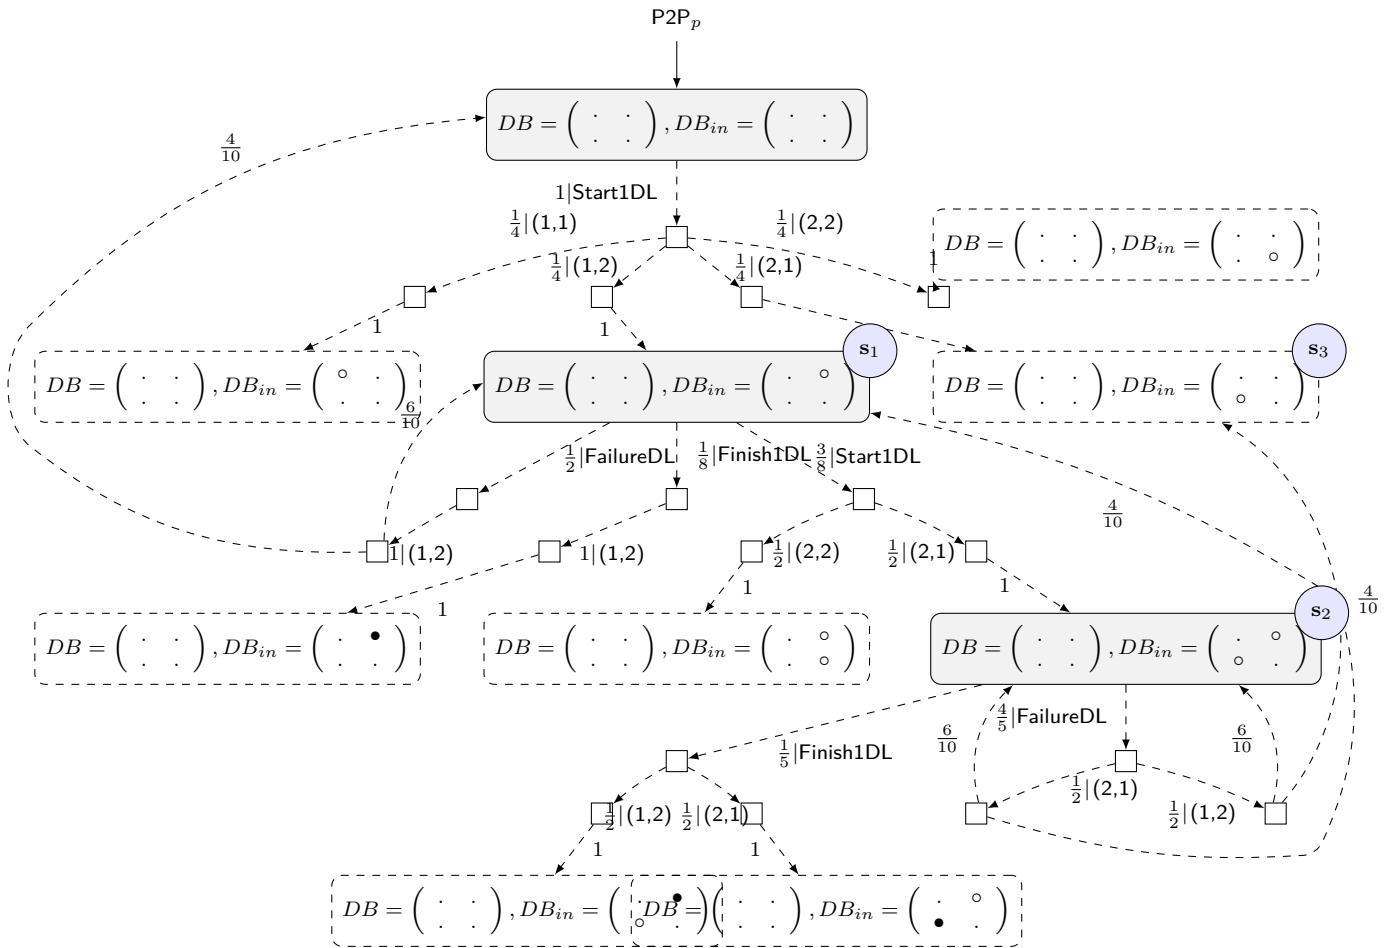 P2Pₚ
DB = ( · · / · · ) , DB_in = ( · · / · · )
4/10
1|Start1DL
1/4|(1,1)
1/4|(2,2)
1/4|(1,2)
1/4|(2,1)
DB = ( · · / · · ) , DB_in = ( · · / · ∘ )
1
1
1
s₁
s₃
DB = ( · · / · · ) , DB_in = ( ∘ · / · · )
DB = ( · · / · · ) , DB_in = ( · ∘ / · · )
DB = ( · · / · · ) , DB_in = ( · · / ∘ · )
6/10
1/2|FailureDL
1/8|Finish1DL
3/8|Start1DL
4/10
1|(1,2)
1|(1,2)
1/2|(2,2)
1/2|(2,1)
1
1
1
4/10
s₂
DB = ( · · / · · ) , DB_in = ( · ● / · · )
DB = ( · · / · · ) , DB_in = ( · ∘ / · ∘ )
DB = ( · · / · · ) , DB_in = ( · ∘ / ∘ · )
4/5|FailureDL
6/10
6/10
1/5|Finish1DL
1/2|(2,1)
1/2|(1,2)
1/2|(1,2)
1/2|(2,1)
1
1
DB = ( · · / · · ) , DB_in = ( · ● / ∘ · )
DB = ( · · / · · ) , DB_in = ( · ∘ / ● · )